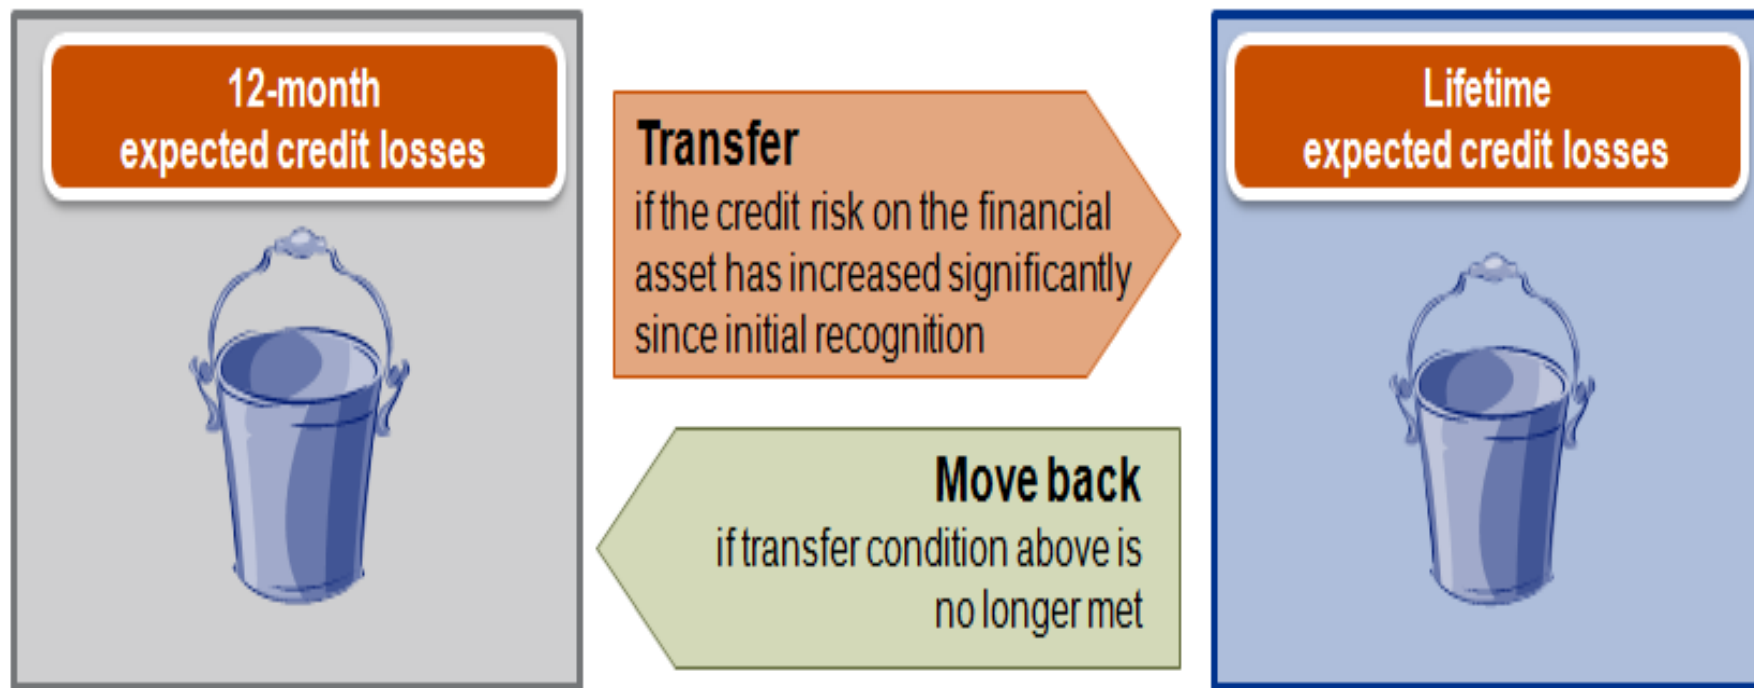 12-month
expected credit losses
Transfer
if the credit risk on the financial
asset has increased significantly
since initial recognition
Move back
if transfer condition above is
no longer met
Lifetime
expected credit losses